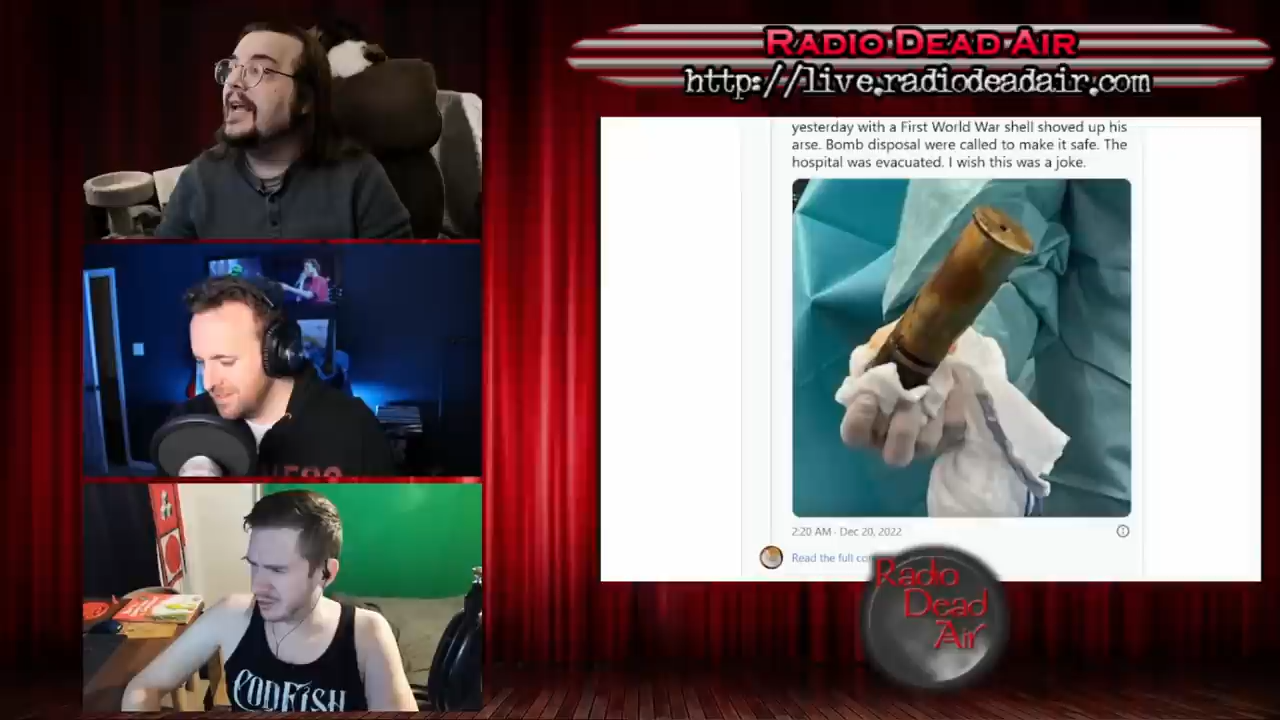 RADIO DEAD AIR
http://live.radiodeadair.com
yesterday with a First World War shell shoved up his
arse. Bomb disposal were called to make it safe. The
hospital was evacuated. I wish this was a joke.
2:20 AM · Dec 20, 2022
Read the full
Radio
Dead
Air
CODFISH